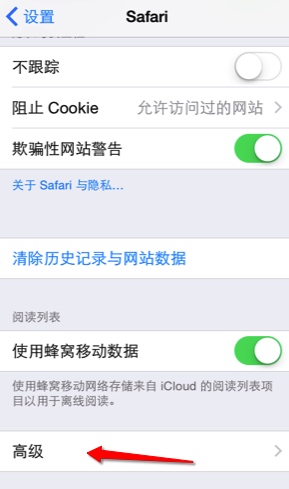 设置
Safari
不跟踪
阻止 Cookie 允许访问过的网站
欺骗性网站警告
关于 Safari 与隐私...
清除历史记录与网站数据
阅读列表
使用蜂窝移动数据
使用蜂窝移动网络存储来自 iCloud 的阅读列表项
目以用于离线阅读。
高级